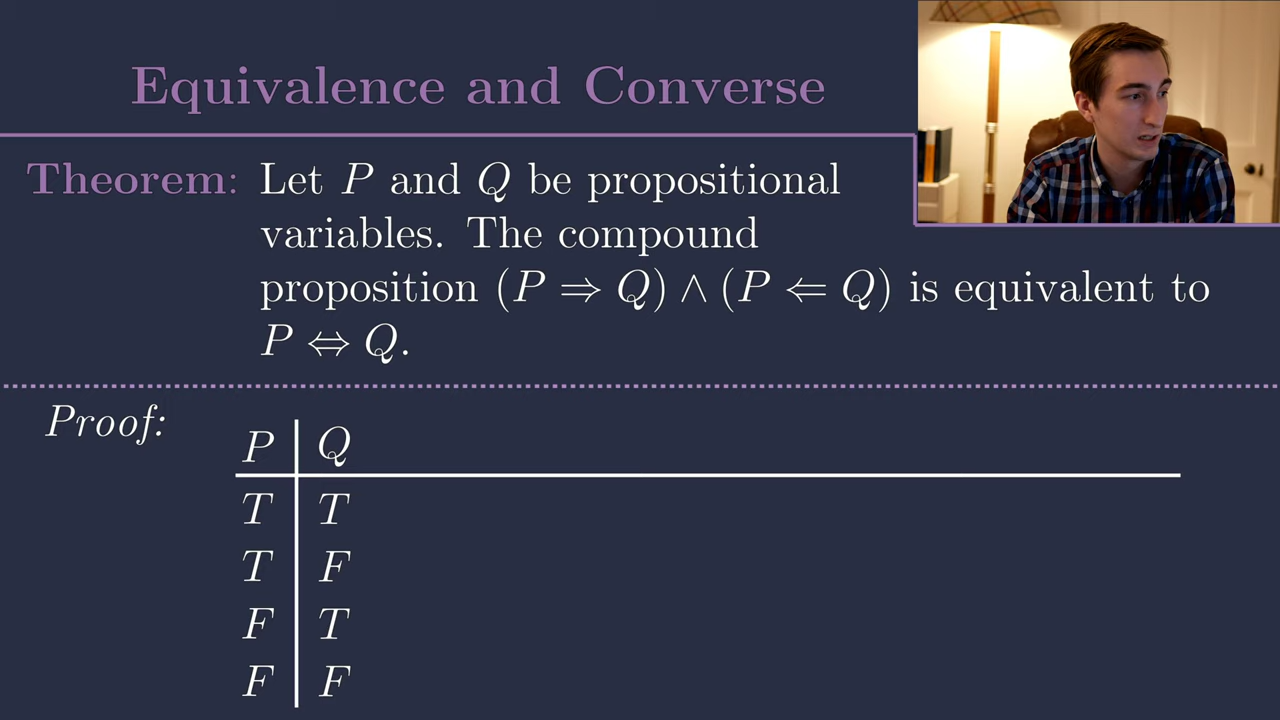 Equivalence and Converse
Theorem: Let P and Q be propositional
variables. The compound
proposition (P ⇒ Q) ∧ (P ⇐ Q) is equivalent to
P ⇔ Q.
Proof:
P Q
T T
T F
F T
F F